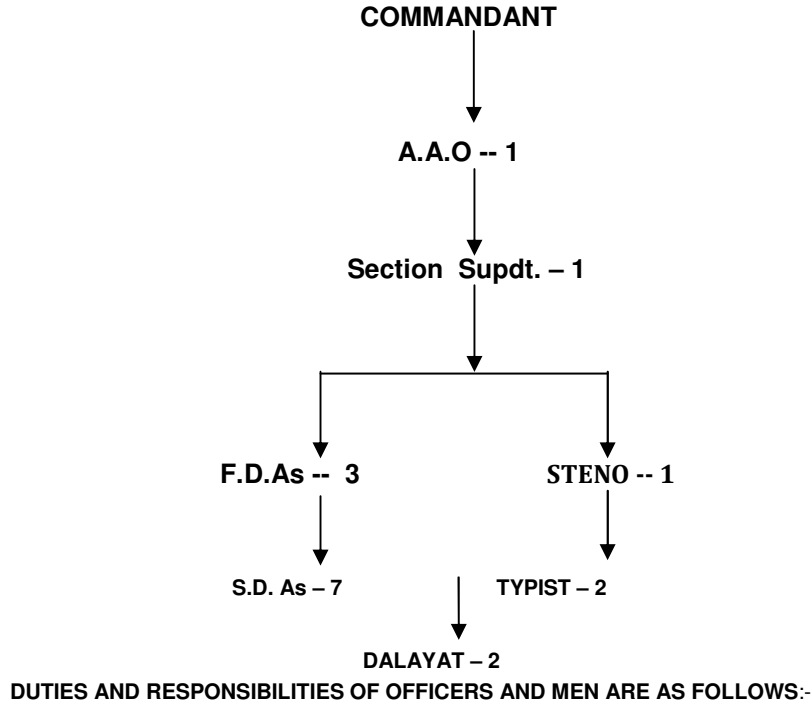 COMMANDANT
A.A.O -- 1
Section Supdt. – 1
F.D.As -- 3 STENO -- 1
S.D. As – 7 TYPIST – 2
DALAYAT – 2
DUTIES AND RESPONSIBILITIES OF OFFICERS AND MEN ARE AS FOLLOWS:-